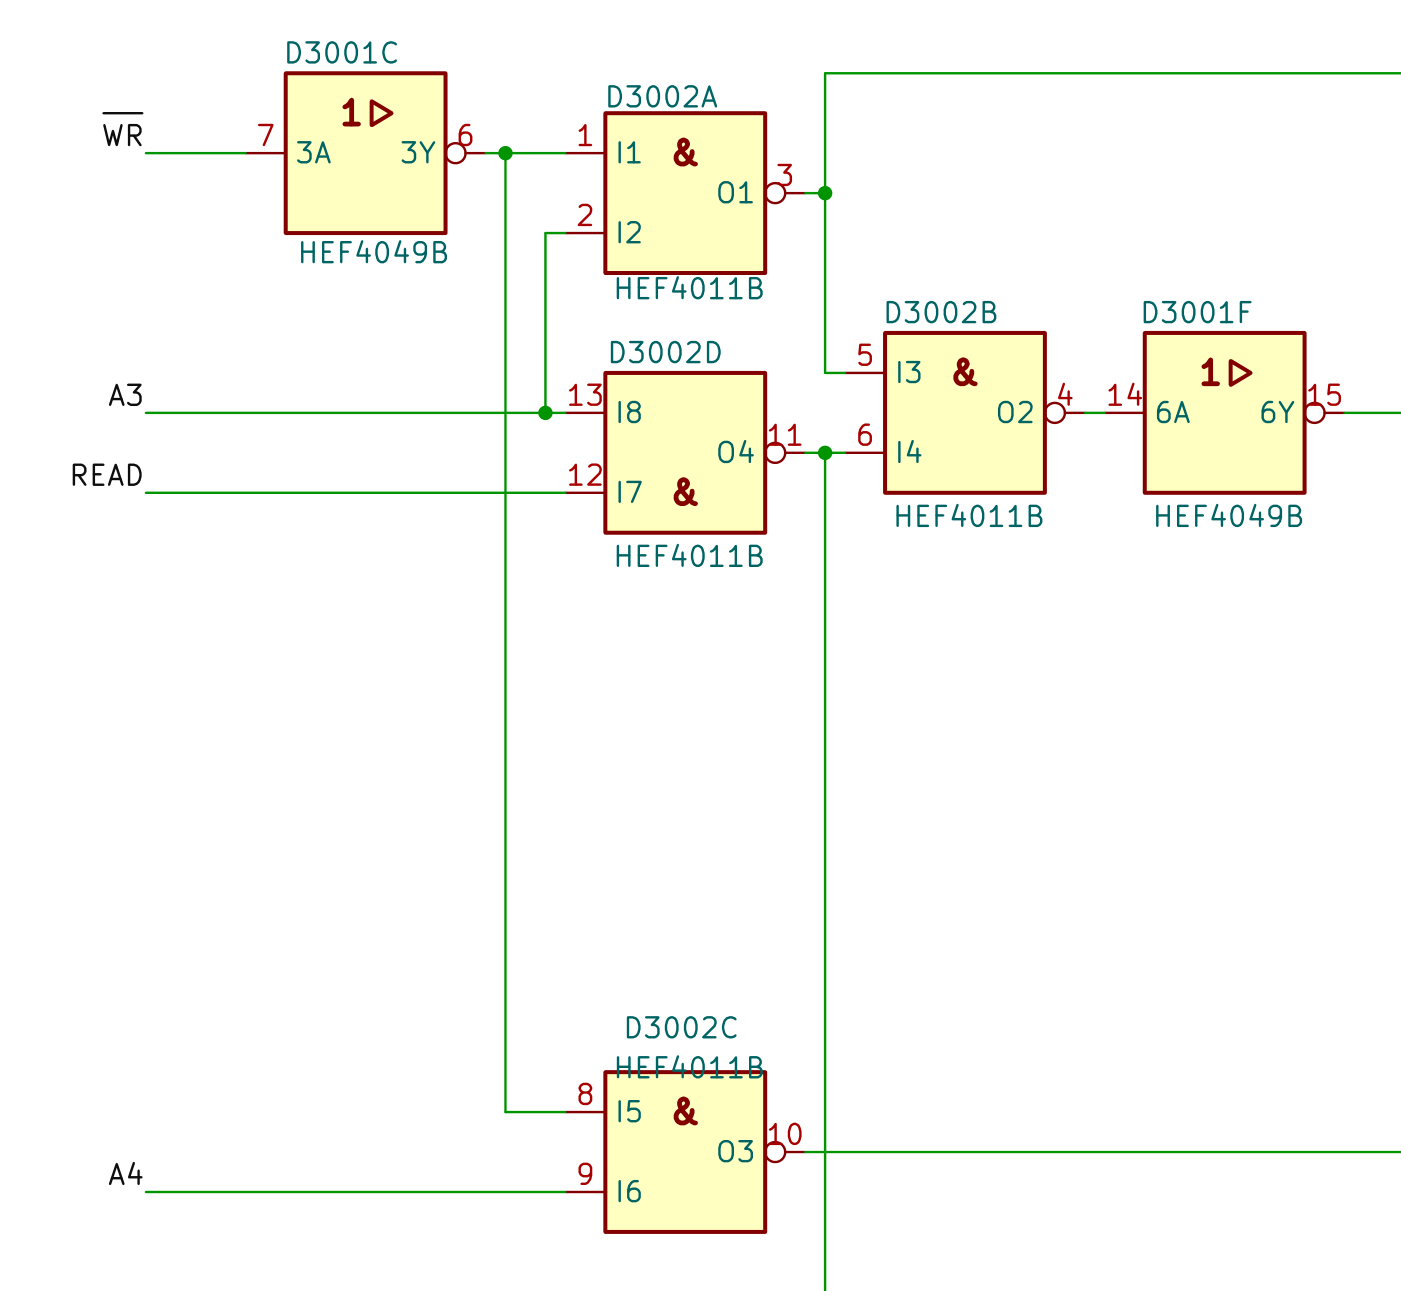 D3001C
1
W̅R̅
7
3A
3Y
6
HEF4049B
D3002A
1
I1
&
O1
3
2
I2
HEF4011B
D3002D
A3
13
I8
O4
11
READ
12
I7
&
HEF4011B
D3002B
5
I3
&
O2
4
6
I4
HEF4011B
D3001F
1
14
6A
6Y
15
HEF4049B
D3002C
HEF4011B
8
I5
&
O3
10
A4
9
I6